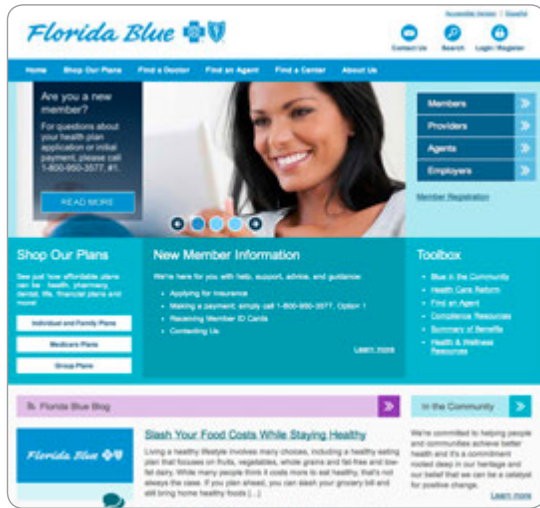 Accessible Version | Español
Florida Blue
Contact Us Search Login / Register
Home Shop Our Plans Find a Doctor Find an Agent Find a Center About Us
Are you a new
member?
For questions about
your health plan
application or initial
payment, please call
1-800-950-3577, #1.
READ MORE
Members
Providers
Agents
Employers
Member Registration
Shop Our Plans
See just how affordable plans
can be - health, pharmacy,
dental, life, financial plans and
more!
Individual and Family Plans
Medicare Plans
Group Plans
New Member Information
We're here for you with help, support, advice, and guidance:
• Applying for Insurance
• Making a payment: simply call 1-800-950-3577, Option 1
• Receiving Member ID Cards
• Contacting Us
Learn more
Toolbox
• Blue in the Community
• Health Care Reform
• Find an Agent
• Compliance Resources
• Summary of Benefits
• Health & Wellness
Resources
Florida Blue Blog
Florida Blue
Slash Your Food Costs While Staying Healthy
Living a healthy lifestyle involves many choices, including a healthy eating
plan that focuses on fruits, vegetables, whole grains and fat-free and low-
fat dairy. While many people think it costs more to eat healthy, that's not
always the case. If you plan ahead, you can slash your grocery bill and
still bring home healthy foods [...]
In the Community
We're committed to helping people
and communities achieve better
health and it's a commitment
rooted deep in our heritage and
our belief that we can be a catalyst
for positive change.
Learn more